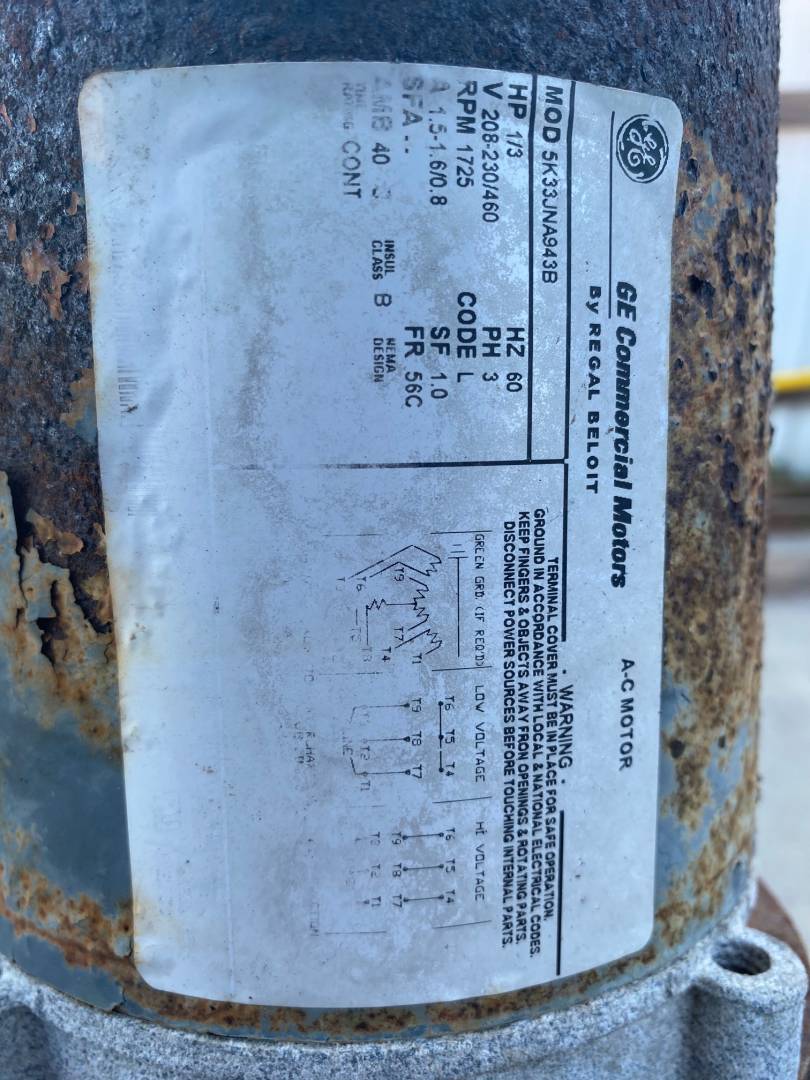 GE
GE Commercial Motors A-C MOTOR
By REGAL BELOIT
MOD 5K33JNA943B
HP 1/3 HZ 60
V 208-230/460 PH 3
RPM 1725 CODE L
A 1.5-1.6/0.8 SF 1.0
SFA -- FR 56C
AMB 40 INSUL CLASS B NEMA DESIGN
RATING CONT
· WARNING ·
TERMINAL COVER MUST BE IN PLACE FOR SAFE OPERATION.
GROUND IN ACCORDANCE WITH LOCAL & NATIONAL ELECTRICAL CODES.
KEEP FINGERS & OBJECTS AWAY FROM OPENINGS & ROTATING PARTS.
DISCONNECT POWER SOURCES BEFORE TOUCHING INTERNAL PARTS.
GREEN GRD. (IF REQ'D) LOW VOLTAGE HI VOLTAGE
T6 T5 T4 T6 T5 T4
T9 T7 T1 T9 T8 T7 T9 T8 T7
T6 T4 T2 T1 T2 T1
T3
LINE